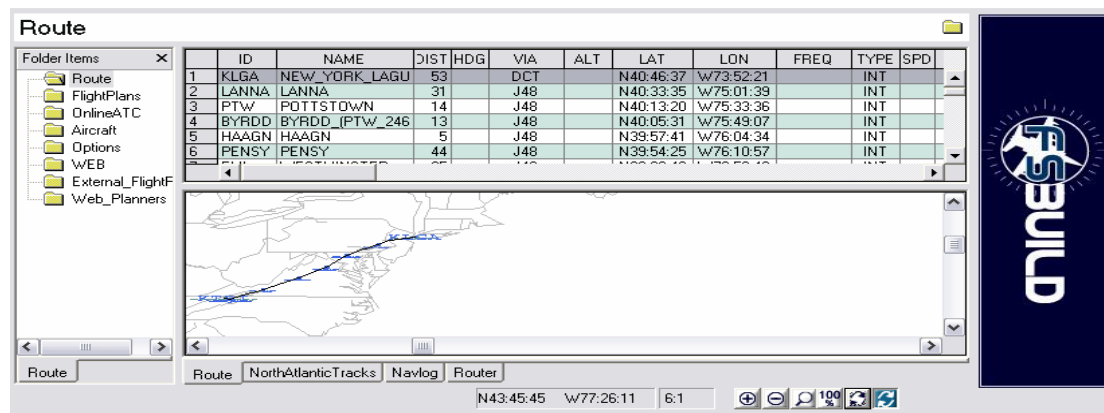 Route
Folder Items
Route
FlightPlans
OnlineATC
Aircraft
Options
WEB
External_FlightF
Web_Planners
Route
ID NAME DIST HDG VIA ALT LAT LON FREQ TYPE SPD
1 KLGA NEW_YORK_LAGU 53 DCT N40:46:37 W73:52:21 INT
2 LANNA LANNA 31 J48 N40:33:35 W75:01:39 INT
3 PTW POTTSTOWN 14 J48 N40:13:20 W75:33:36 INT
4 BYRDD BYRDD_(PTW_246 13 J48 N40:05:31 W75:49:07 INT
5 HAAGN HAAGN 5 J48 N39:57:41 W76:04:34 INT
6 PENSY PENSY 44 J48 N39:54:25 W76:10:57 INT
KLGA
Route NorthAtlanticTracks Navlog Router
N43:45:45 W77:26:11 6:1
100%
FSBUILD